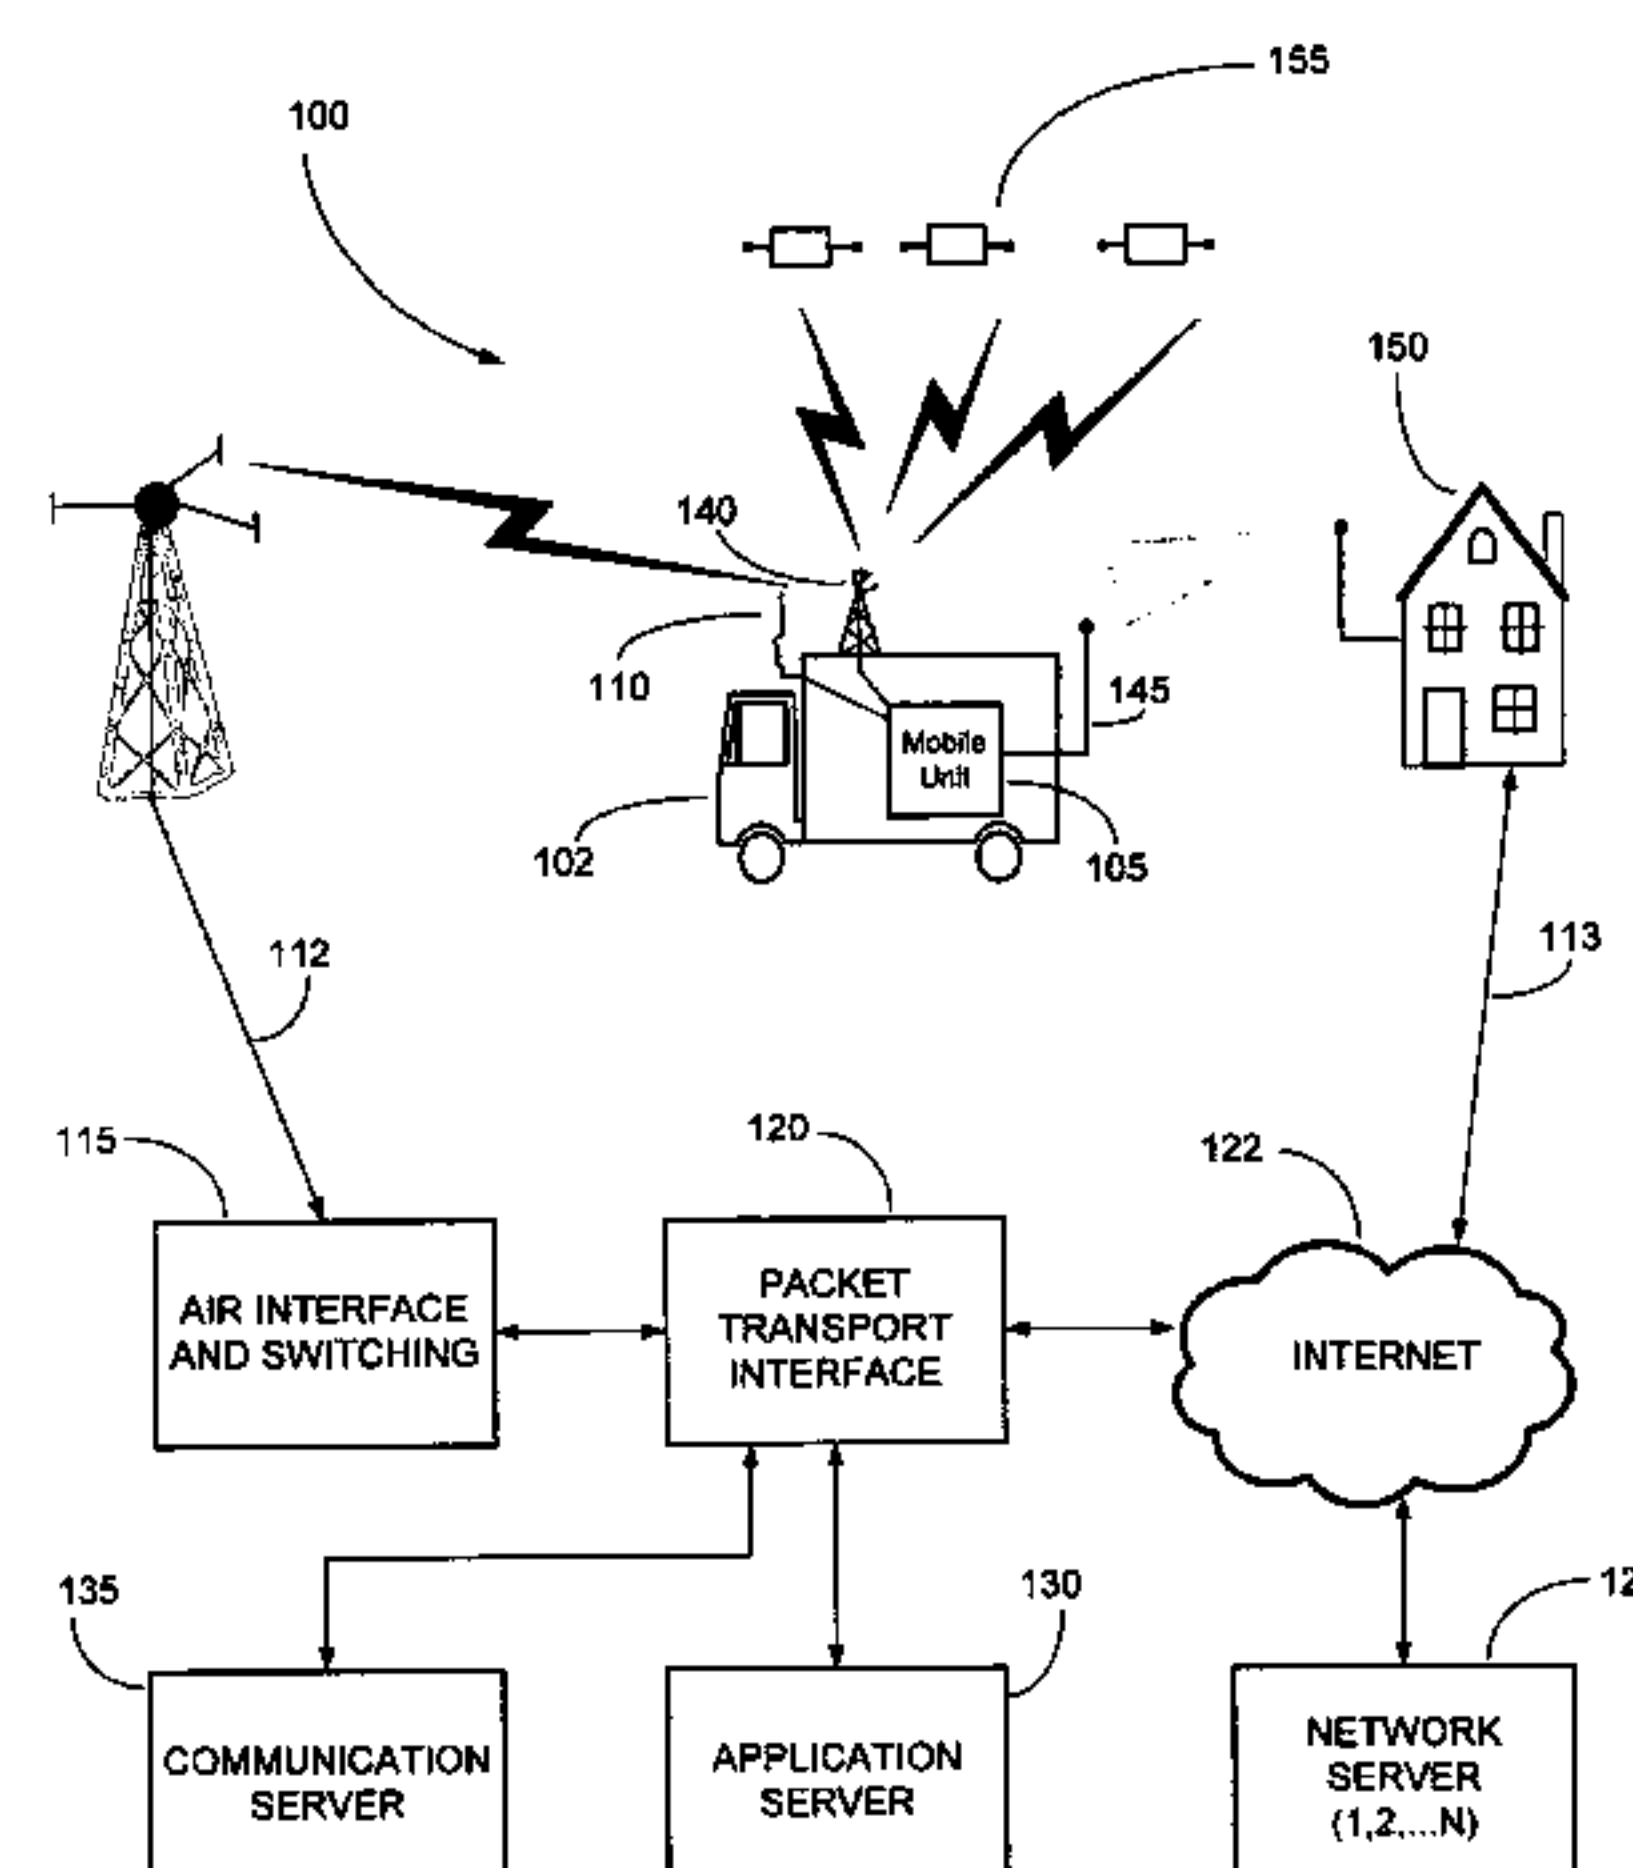 155
100
150
140
110
145
Mobile
Unit
102
105
112
113
115
120
122
AIR INTERFACE
AND SWITCHING
PACKET
TRANSPORT
INTERFACE
INTERNET
135
130
COMMUNICATION
SERVER
APPLICATION
SERVER
NETWORK
SERVER
(1,2,...N)